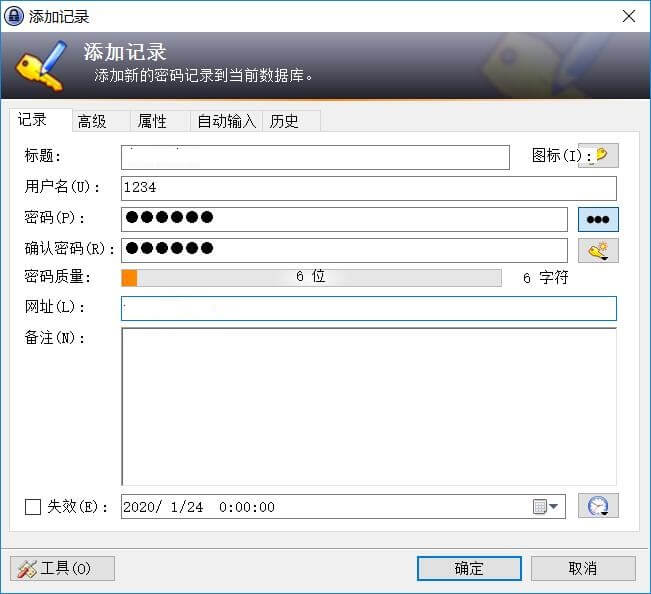 添加记录
添加记录
添加新的密码记录到当前数据库。
记录 高级 属性 自动输入 历史
标题: 图标(I):
用户名(U): 1234
密码(P): ●●●●●●
确认密码(R): ●●●●●●
密码质量: 6 位 6 字符
网址(L):
备注(N):
失效(E): 2020/ 1/24 0:00:00
工具(O) 确定 取消